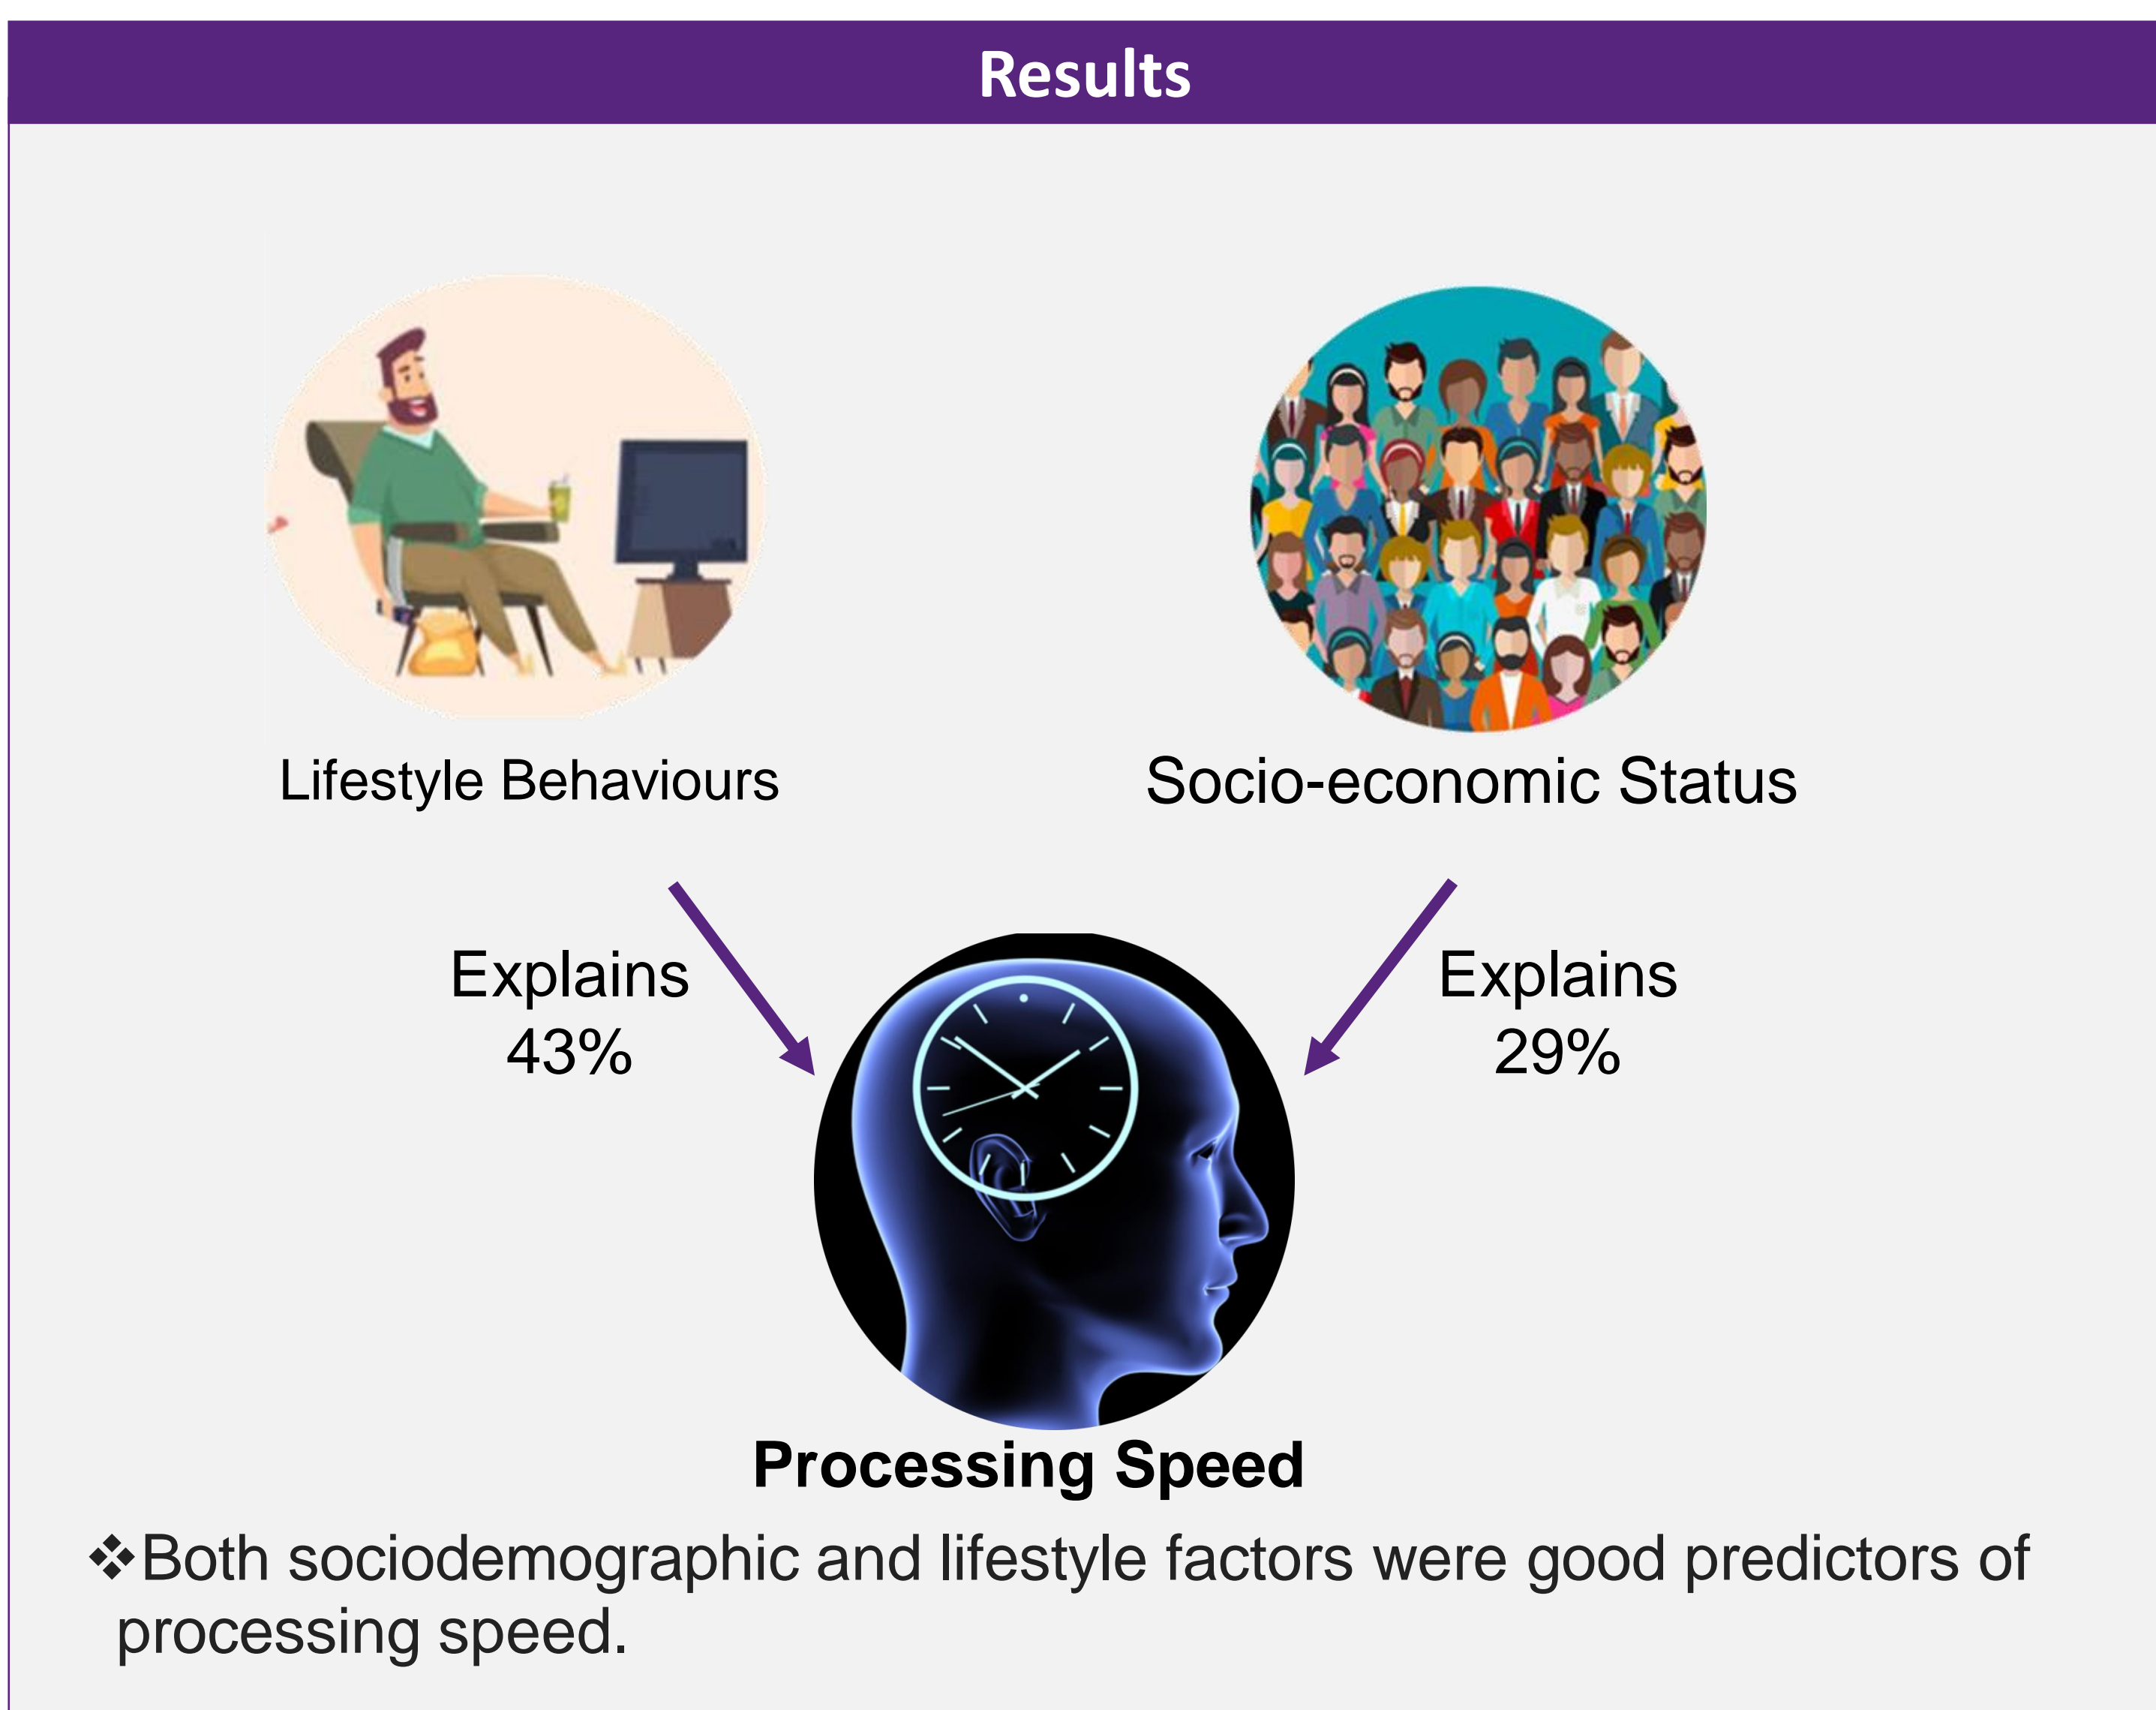 Results
Lifestyle Behaviours
Socio-economic Status
Explains
43%
Explains
29%
Processing Speed
❖Both sociodemographic and lifestyle factors were good predictors of
processing speed.